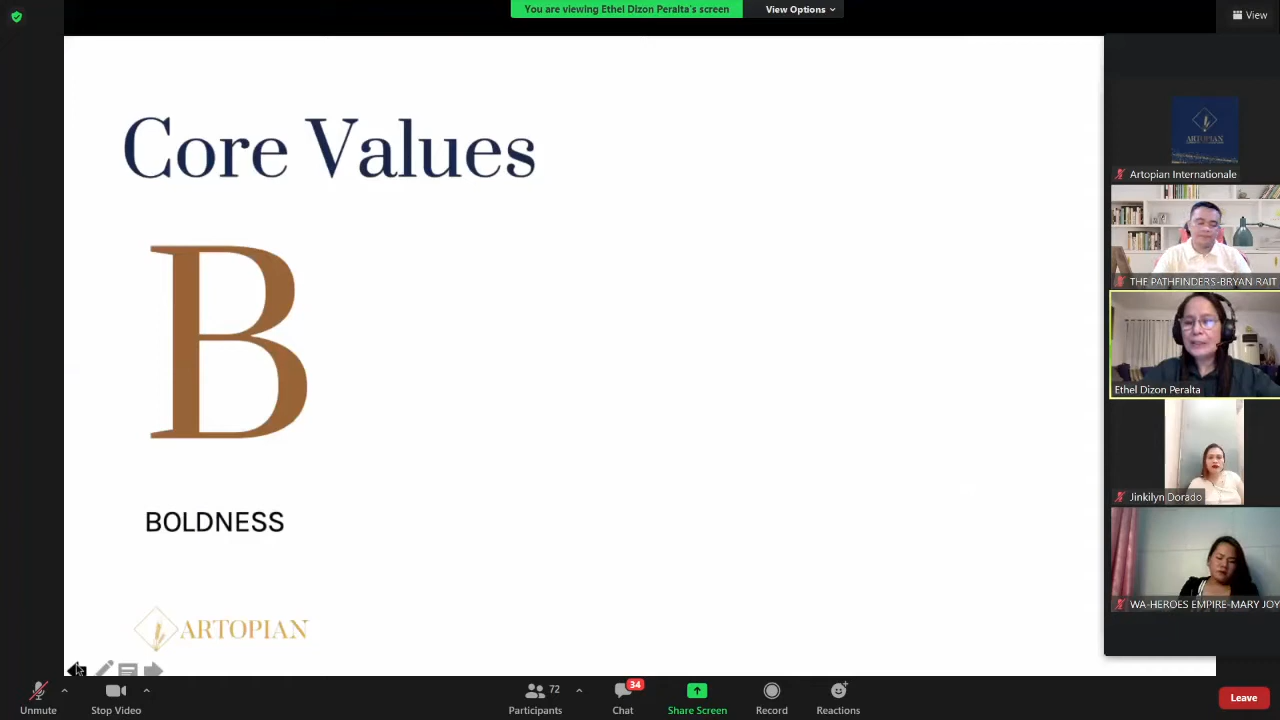 You are viewing Ethel Dizon Peralta's screen
View Options
View
Core Values
B
BOLDNESS
ARTOPIAN
ARTOPIAN
Artopian Internationale
THE PATHFINDERS-BRYAN RAIT
Ethel Dizon Peralta
Jinkilyn Dorado
WA-HEROES EMPIRE-MARY JOY
Unmute
Stop Video
72
Participants
34
Chat
Share Screen
Record
Reactions
Leave